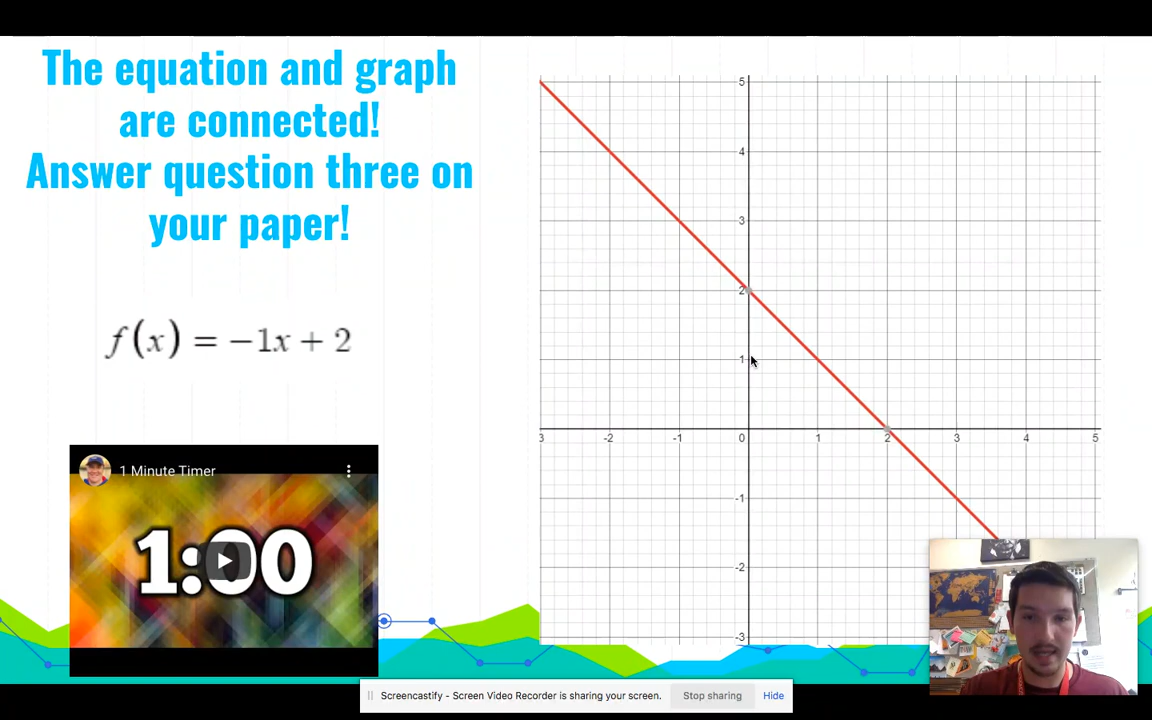 The equation and graph
are connected!
Answer question three on
your paper!
f(x) = −1x + 2
1 Minute Timer
1:00
5
4
3
2
1
3 -2 -1 0 1 2 3 4 5
-1
-2
-3
Screencastify - Screen Video Recorder is sharing your screen. Stop sharing Hide